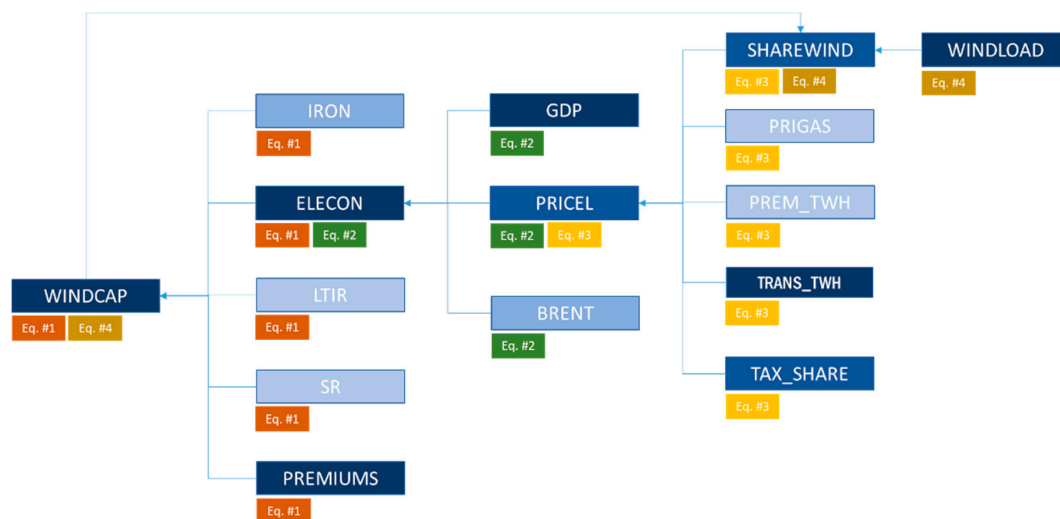 SHAREWIND
WINDLOAD
Eq. #3 Eq. #4
Eq. #4
IRON
GDP
PRIGAS
Eq. #1
Eq. #2
Eq. #3
ELECON
PRICEL
PREM_TWH
Eq. #1 Eq. #2
Eq. #2 Eq. #3
Eq. #3
WINDCAP
LTIR
BRENT
TRANS_TWH
Eq. #1 Eq. #4
Eq. #1
Eq. #2
Eq. #3
SR
TAX_SHARE
Eq. #1
Eq. #3
PREMIUMS
Eq. #1